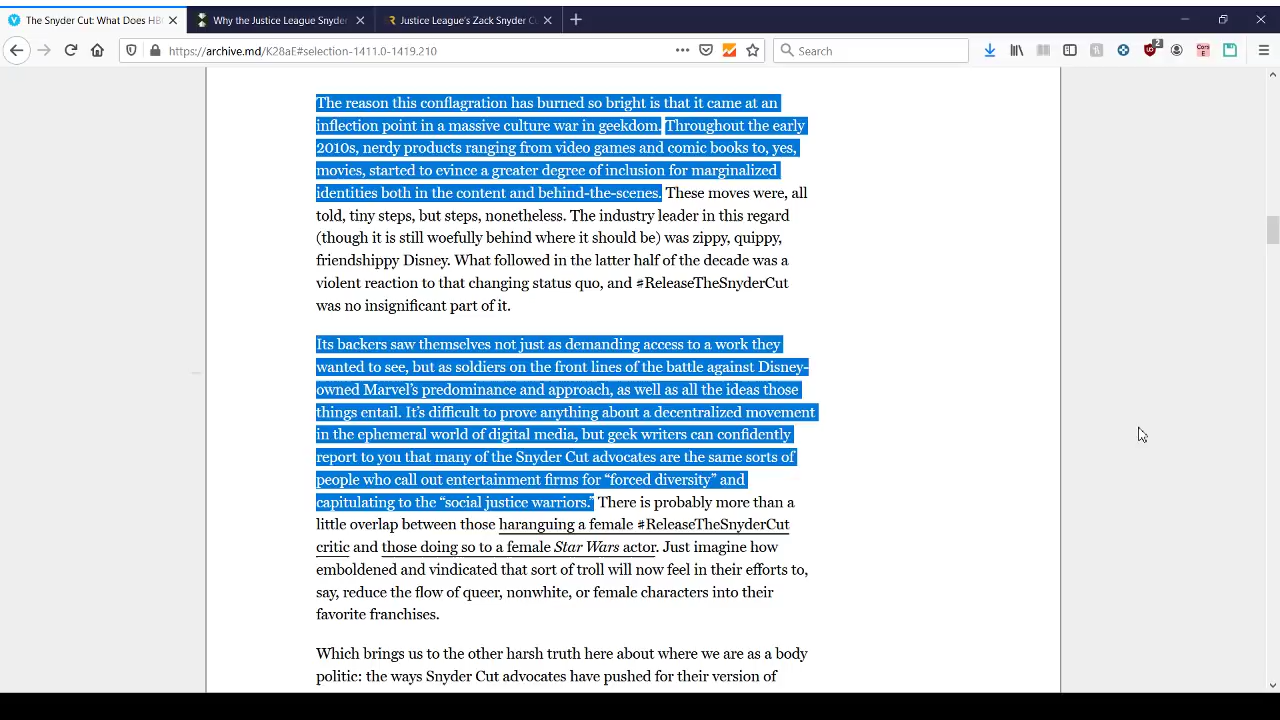 The Snyder Cut: What Does HB
Why the Justice League Snyder
Justice League's Zack Snyder C
https://archive.md/K28aE#selection-1411.0-1419.210
Search
2
The reason this conflagration has burned so bright is that it came at an
inflection point in a massive culture war in geekdom. Throughout the early
2010s, nerdy products ranging from video games and comic books to, yes,
movies, started to evince a greater degree of inclusion for marginalized
identities both in the content and behind-the-scenes. These moves were, all
told, tiny steps, but steps, nonetheless. The industry leader in this regard
(though it is still woefully behind where it should be) was zippy, quippy,
friendshippy Disney. What followed in the latter half of the decade was a
violent reaction to that changing status quo, and #ReleaseTheSnyderCut
was no insignificant part of it.
Its backers saw themselves not just as demanding access to a work they
wanted to see, but as soldiers on the front lines of the battle against Disney-
owned Marvel's predominance and approach, as well as all the ideas those
things entail. It's difficult to prove anything about a decentralized movement
in the ephemeral world of digital media, but geek writers can confidently
report to you that many of the Snyder Cut advocates are the same sorts of
people who call out entertainment firms for “forced diversity” and
capitulating to the “social justice warriors.” There is probably more than a
little overlap between those haranguing a female #ReleaseTheSnyderCut
critic and those doing so to a female Star Wars actor. Just imagine how
emboldened and vindicated that sort of troll will now feel in their efforts to,
say, reduce the flow of queer, nonwhite, or female characters into their
favorite franchises.
Which brings us to the other harsh truth here about where we are as a body
politic: the ways Snyder Cut advocates have pushed for their version of